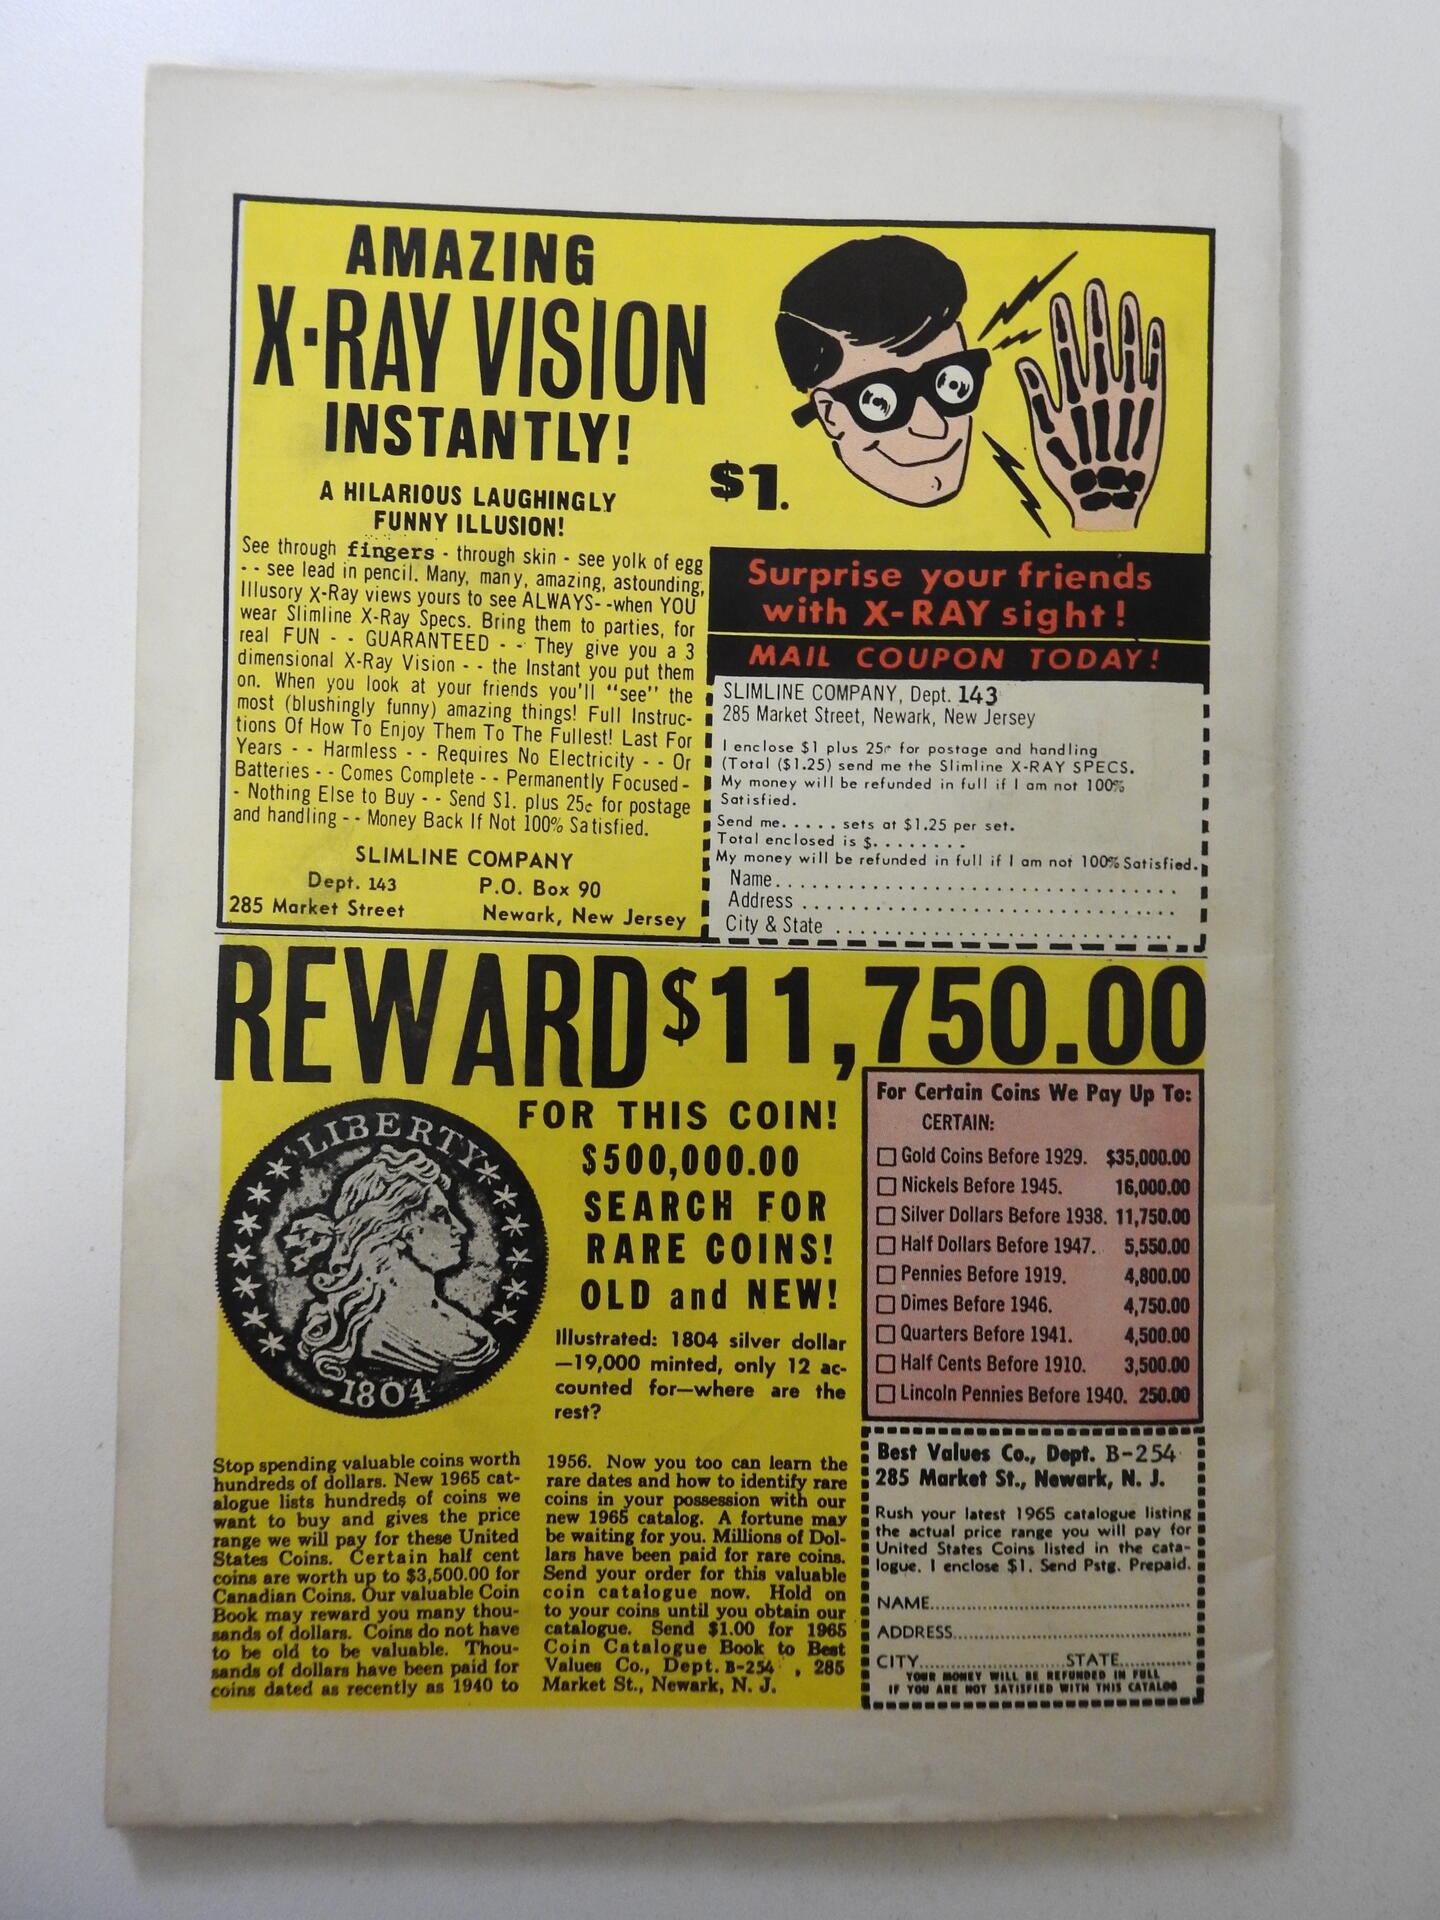 AMAZING
X-RAY VISION
INSTANTLY!
A HILARIOUS LAUGHINGLY
FUNNY ILLUSION!
See through fingers - through skin - see yolk of egg
- - see lead in pencil. Many, many, amazing, astounding,
Illusory X-Ray views yours to see ALWAYS- -when YOU
wear Slimline X-Ray Specs. Bring them to parties, for
real FUN - - GUARANTEED - - They give you a 3
dimensional X-Ray Vision - - the Instant you put them
on. When you look at your friends you'll "see" the
most (blushingly funny) amazing things! Full Instruc-
tions Of How To Enjoy Them To The Fullest! Last For
Years - - Harmless - - Requires No Electricity - - Or
Batteries - - Comes Complete - - Permanently Focused -
- Nothing Else to Buy - - Send $1. plus 25c for postage
and handling - - Money Back If Not 100% Satisfied.
SLIMLINE COMPANY
Dept. 143 P.O. Box 90
285 Market Street Newark, New Jersey
$1.
Surprise your friends
with X-RAY sight!
MAIL COUPON TODAY!
SLIMLINE COMPANY, Dept. 143
285 Market Street, Newark, New Jersey
I enclose $1 plus 25c for postage and handling
(Total ($1.25) send me the Slimline X-RAY SPECS.
My money will be refunded in full if I am not 100%
Satisfied.
Send me..... sets at $1.25 per set.
Total enclosed is $........
My money will be refunded in full if I am not 100% Satisfied.
Name................................
Address..............................
City & State...........................
REWARD $11,750.00
FOR THIS COIN!
$500,000.00
SEARCH FOR
RARE COINS!
OLD and NEW!
LIBERTY
1804
Illustrated: 1804 silver dollar
—19,000 minted, only 12 ac-
counted for—where are the
rest?
Stop spending valuable coins worth
hundreds of dollars. New 1965 cat-
alogue lists hundreds of coins we
want to buy and gives the price
range we will pay for these United
States Coins. Certain half cent
coins are worth up to $3,500.00 for
Canadian Coins. Our valuable Coin
Book may reward you many thou-
sands of dollars. Coins do not have
to be old to be valuable. Thou-
sands of dollars have been paid for
coins dated as recently as 1940 to
1956. Now you too can learn the
rare dates and how to identify rare
coins in your possession with our
new 1965 catalog. A fortune may
be waiting for you. Millions of Dol-
lars have been paid for rare coins.
Send your order for this valuable
coin catalogue now. Hold on
to your coins until you obtain our
catalogue. Send $1.00 for 1965
Coin Catalogue Book to Best
Values Co., Dept. B-254 , 285
Market St., Newark, N. J.
For Certain Coins We Pay Up To:
CERTAIN:
Gold Coins Before 1929. $35,000.00
Nickels Before 1945. 16,000.00
Silver Dollars Before 1938. 11,750.00
Half Dollars Before 1947. 5,550.00
Pennies Before 1919. 4,800.00
Dimes Before 1946. 4,750.00
Quarters Before 1941. 4,500.00
Half Cents Before 1910. 3,500.00
Lincoln Pennies Before 1940. 250.00
Best Values Co., Dept. B-254
285 Market St., Newark, N. J.
Rush your latest 1965 catalogue listing
the actual price range you will pay for
United States Coins listed in the cata-
logue. I enclose $1. Send Pstg. Prepaid.
NAME................................
ADDRESS.............................
CITY....................STATE............
YOUR MONEY WILL BE REFUNDED IN FULL
IF YOU ARE NOT SATISFIED WITH THIS CATALOG